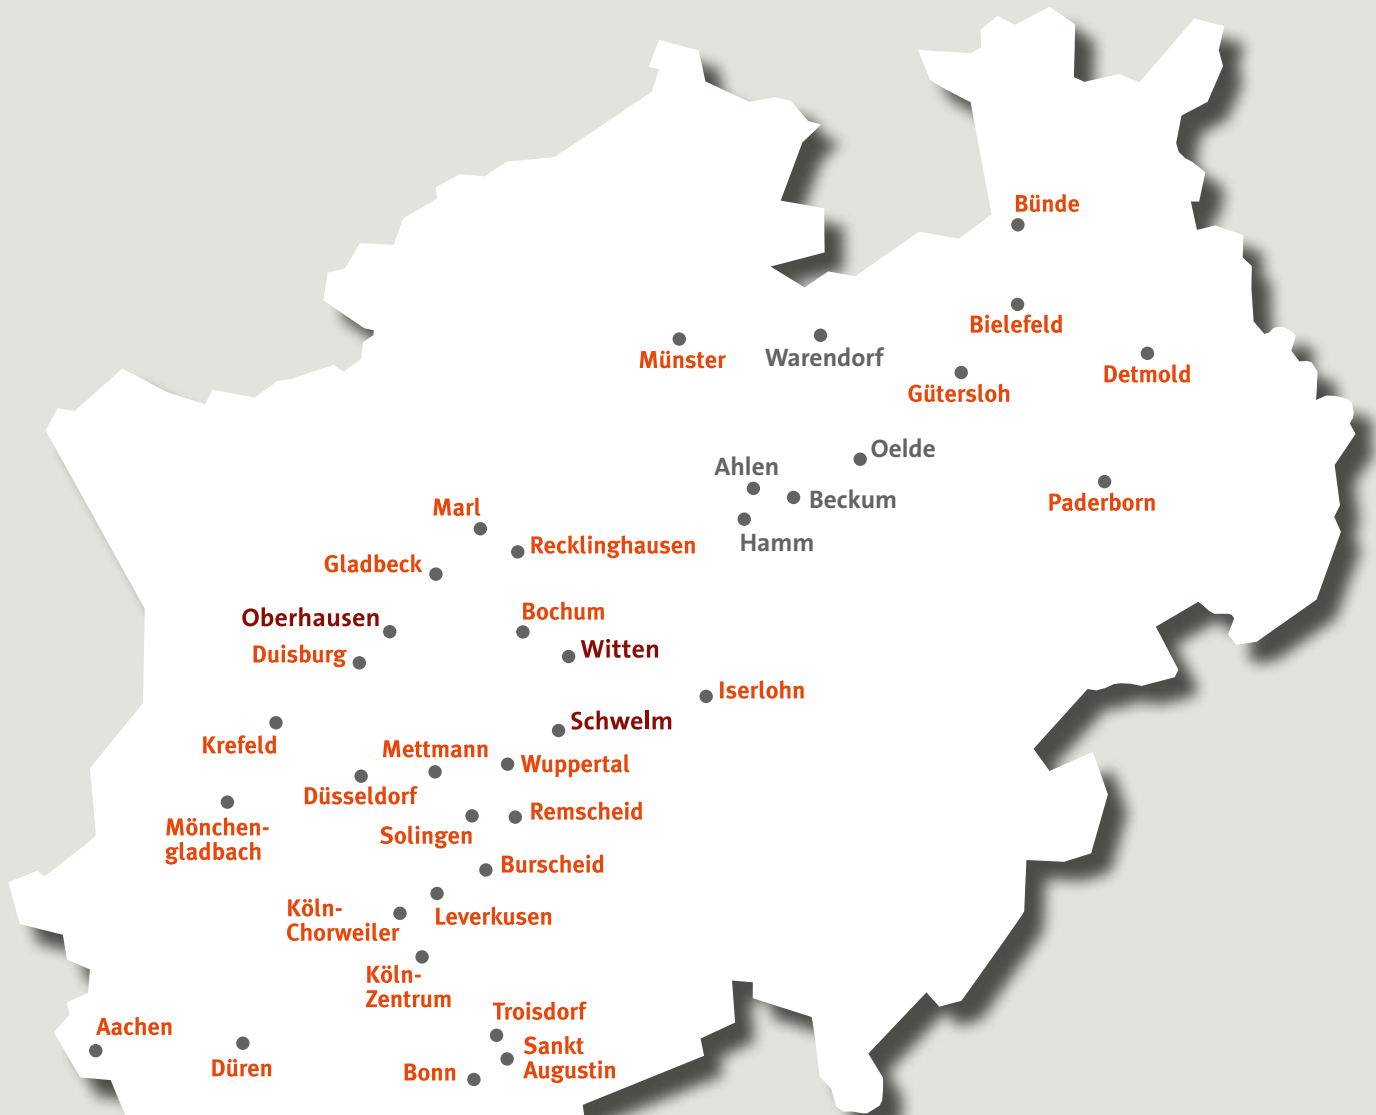 Bünde
Bielefeld
Münster
Warendorf
Detmold
Gütersloh
Oelde
Ahlen
Beckum
Paderborn
Marl
Hamm
Recklinghausen
Gladbeck
Oberhausen
Bochum
Duisburg
Witten
Iserlohn
Schwelm
Krefeld
Mettmann
Wuppertal
Düsseldorf
Remscheid
Mönchen-
gladbach
Solingen
Burscheid
Köln-
Chorweiler
Leverkusen
Köln-
Zentrum
Troisdorf
Aachen
Sankt
Augustin
Düren
Bonn